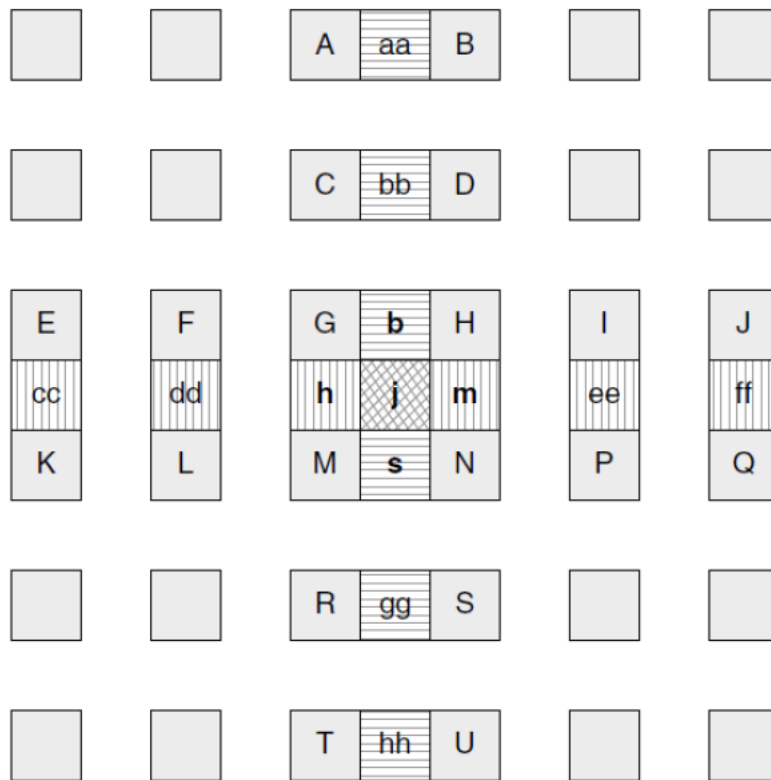 A aa B
C bb D
E F G b H I J
cc dd h j m ee ff
K L M s N P Q
R gg S
T hh U